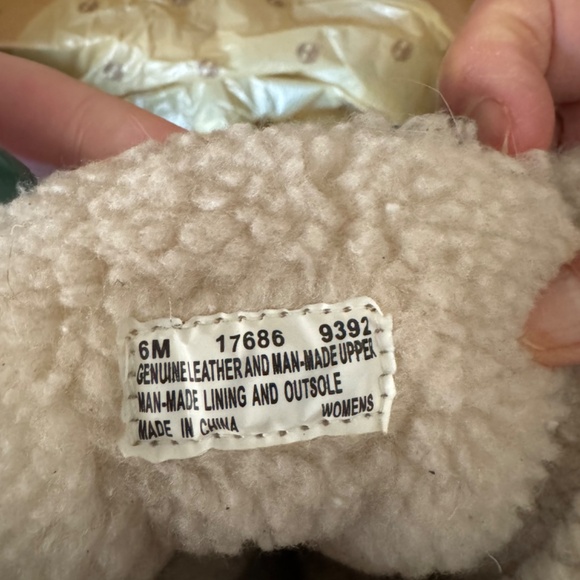 6M 17686 9392
GENUINE LEATHER AND MAN-MADE UPPER
MAN-MADE LINING AND OUTSOLE
WOMENS
MADE IN CHINA